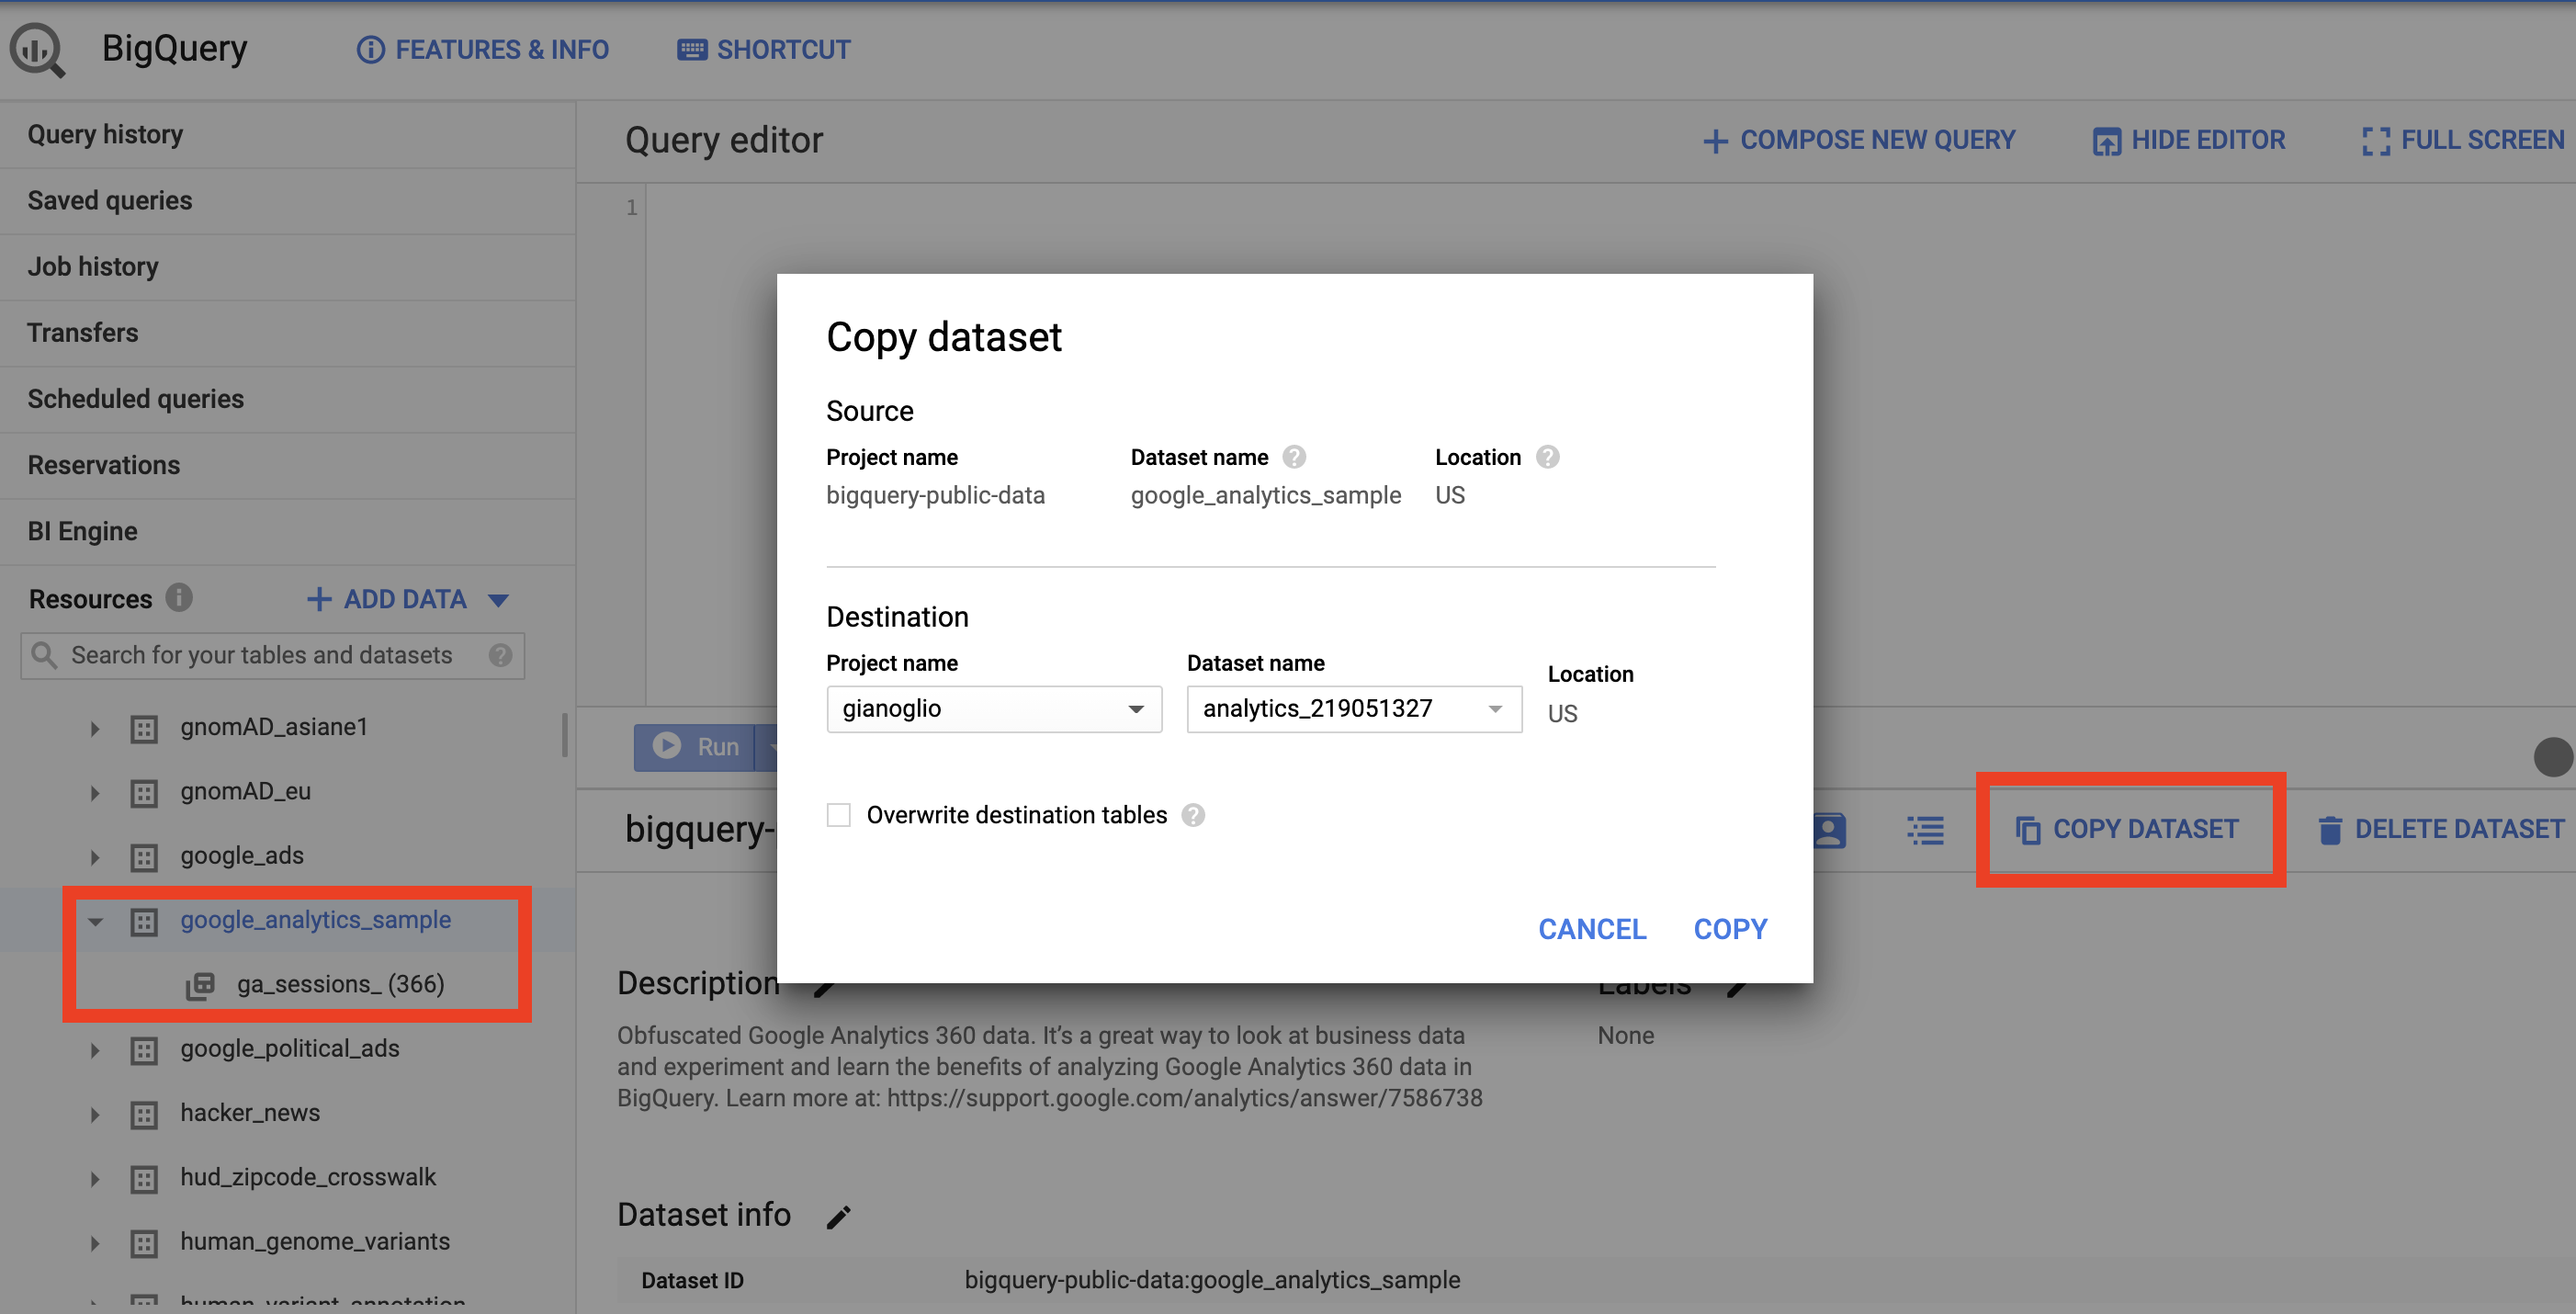 BigQuery
FEATURES & INFO
SHORTCUT
Query history
Saved queries
Job history
Transfers
Scheduled queries
Reservations
BI Engine
Resources
ADD DATA
Search for your tables and datasets
gnomAD_asiane1
gnomAD_eu
google_ads
google_analytics_sample
ga_sessions_ (366)
google_political_ads
hacker_news
hud_zipcode_crosswalk
human_genome_variants
human_variant_annotation
Query editor
COMPOSE NEW QUERY
HIDE EDITOR
FULL SCREEN
1
Copy dataset
Source
Project name Dataset name Location
bigquery-public-data google_analytics_sample US
Destination
Project name Dataset name Location
gianoglio analytics_219051327 US
Overwrite destination tables
CANCEL COPY
Run
bigquery-
COPY DATASET
DELETE DATASET
Description
Obfuscated Google Analytics 360 data. It's a great way to look at business data
and experiment and learn the benefits of analyzing Google Analytics 360 data in
BigQuery. Learn more at: https://support.google.com/analytics/answer/7586738
Labels
None
Dataset info
Dataset ID bigquery-public-data:google_analytics_sample